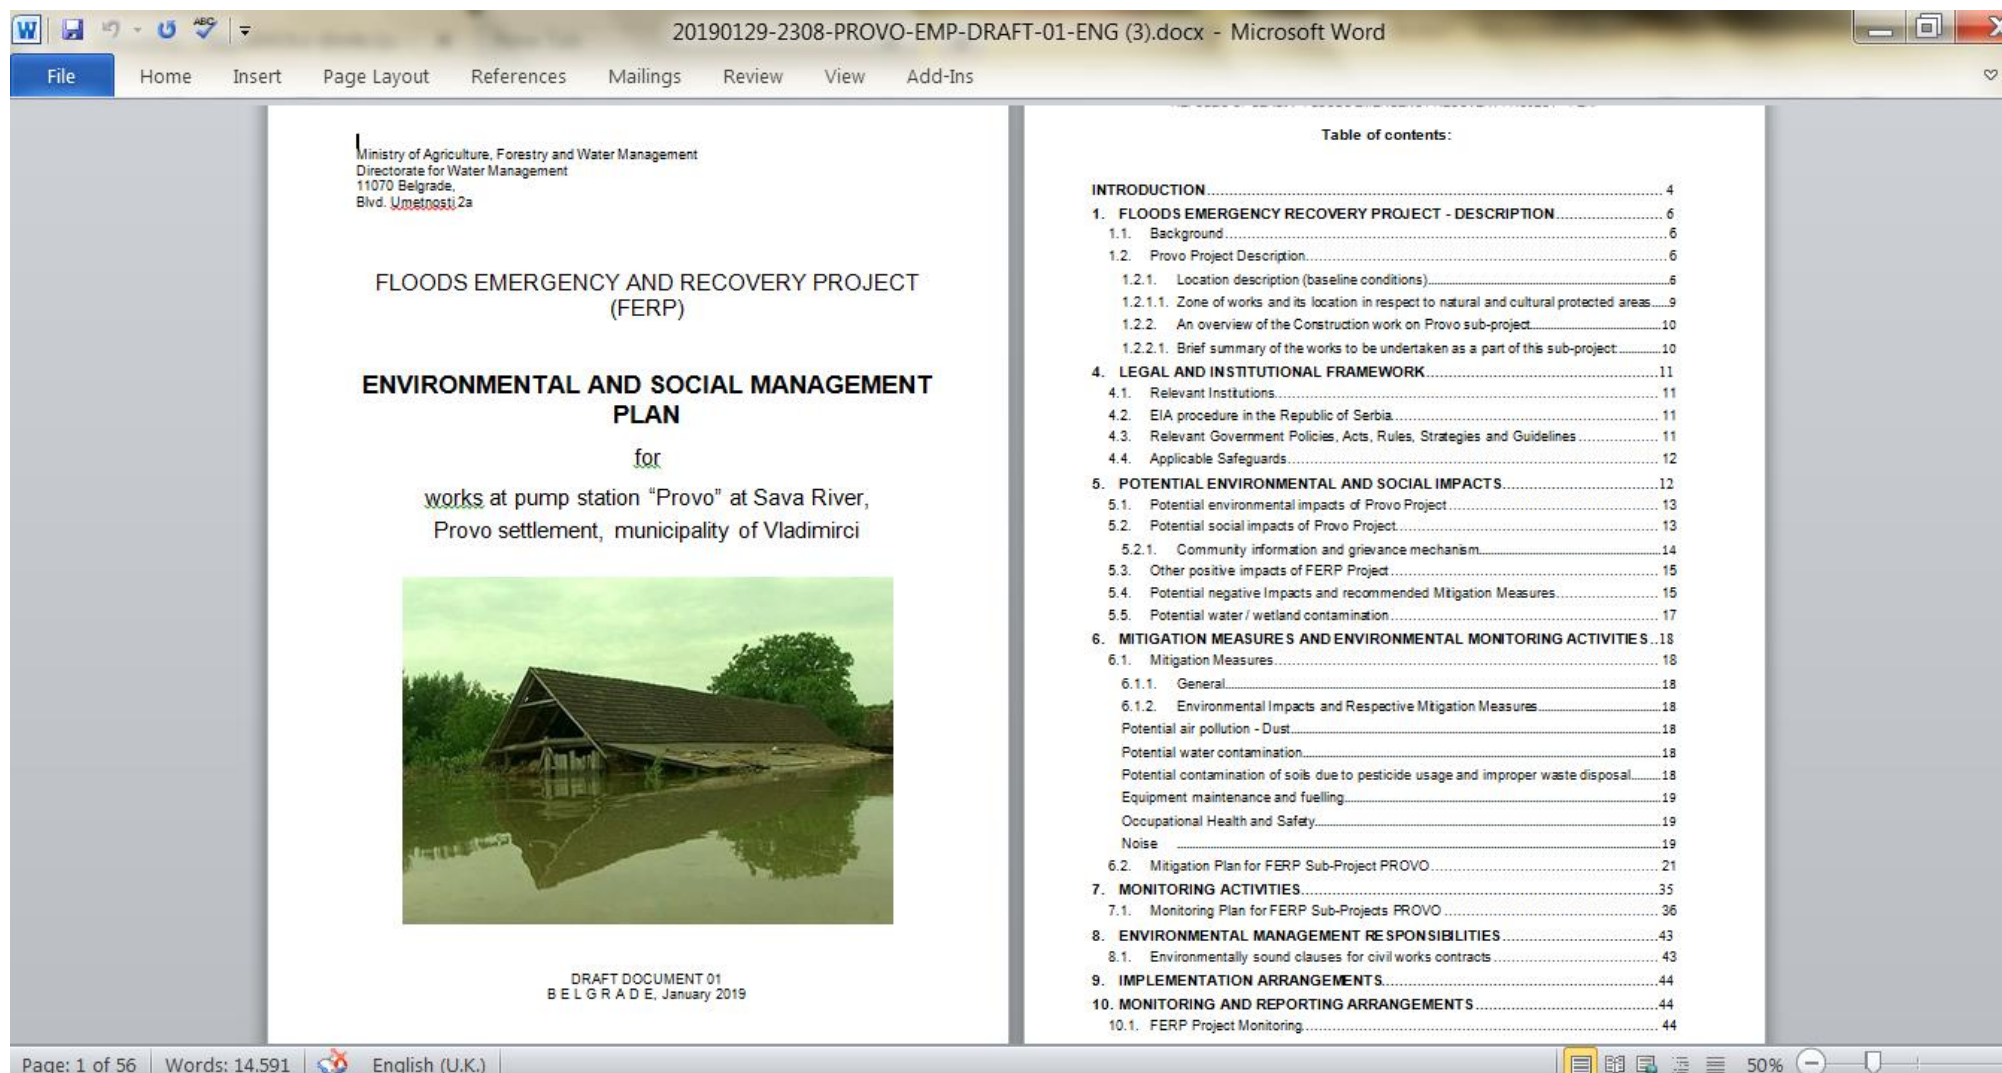 20190129-2308-PROVO-EMP-DRAFT-01-ENG (3).docx - Microsoft Word
File Home Insert Page Layout References Mailings Review View Add-Ins
Ministry of Agriculture, Forestry and Water Management
Directorate for Water Management
11070 Belgrade,
Blvd. Umetnosti 2a
FLOODS EMERGENCY AND RECOVERY PROJECT
(FERP)
ENVIRONMENTAL AND SOCIAL MANAGEMENT
PLAN
for
works at pump station “Provo” at Sava River,
Provo settlement, municipality of Vladimirci
DRAFT DOCUMENT 01
B E L G R A D E, January 2019
Table of contents:
INTRODUCTION 4
1. FLOODS EMERGENCY RECOVERY PROJECT - DESCRIPTION 6
1.1. Background 6
1.2. Provo Project Description 6
1.2.1. Location description (baseline conditions) 6
1.2.1.1. Zone of works and its location in respect to natural and cultural protected areas 9
1.2.2. An overview of the Construction work on Provo sub-project 10
1.2.2.1. Brief summary of the works to be undertaken as a part of this sub-project: 10
4. LEGAL AND INSTITUTIONAL FRAMEWORK 11
4.1. Relevant Institutions 11
4.2. EIA procedure in the Republic of Serbia 11
4.3. Relevant Government Policies, Acts, Rules, Strategies and Guidelines 11
4.4. Applicable Safeguards 12
5. POTENTIAL ENVIRONMENTAL AND SOCIAL IMPACTS 12
5.1. Potential environmental impacts of Provo Project 13
5.2. Potential social impacts of Provo Project 13
5.2.1. Community information and grievance mechanism 14
5.3. Other positive impacts of FERP Project 15
5.4. Potential negative Impacts and recommended Mitigation Measures 15
5.5. Potential water / wetland contamination 17
6. MITIGATION MEASURES AND ENVIRONMENTAL MONITORING ACTIVITIES 18
6.1. Mitigation Measures 18
6.1.1. General 18
6.1.2. Environmental Impacts and Respective Mitigation Measures 18
Potential air pollution - Dust 18
Potential water contamination 18
Potential contamination of soils due to pesticide usage and improper waste disposal 18
Equipment maintenance and fuelling 19
Occupational Health and Safety 19
Noise 19
6.2. Mitigation Plan for FERP Sub-Project PROVO 21
7. MONITORING ACTIVITIES 35
7.1. Monitoring Plan for FERP Sub-Projects PROVO 36
8. ENVIRONMENTAL MANAGEMENT RESPONSIBILITIES 43
8.1. Environmentally sound clauses for civil works contracts 43
9. IMPLEMENTATION ARRANGEMENTS 44
10. MONITORING AND REPORTING ARRANGEMENTS 44
10.1. FERP Project Monitoring 44
Page: 1 of 56 Words: 14.591 English (U.K.) 50%